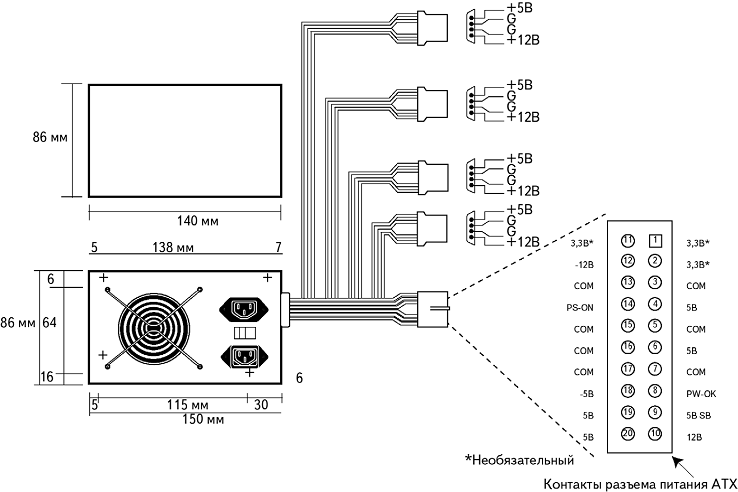 +5В
G
G
+12В
+5В
G
G
+12В
+5В
G
G
+12В
+5В
G
G
+12В
86 мм
140 мм
5 138 мм 7
6
86 мм 64
16
6
5 115 мм 30
150 мм
3,3В* 11 1 3,3В*
-12В 12 2 3,3В*
COM 13 3 COM
PS-ON 14 4 5В
COM 15 5 COM
COM 16 6 5В
COM 17 7 COM
-5В 18 8 PW-OK
5В 19 9 5В SB
5В 20 10 12В
*Необязательный
Контакты разъема питания ATX